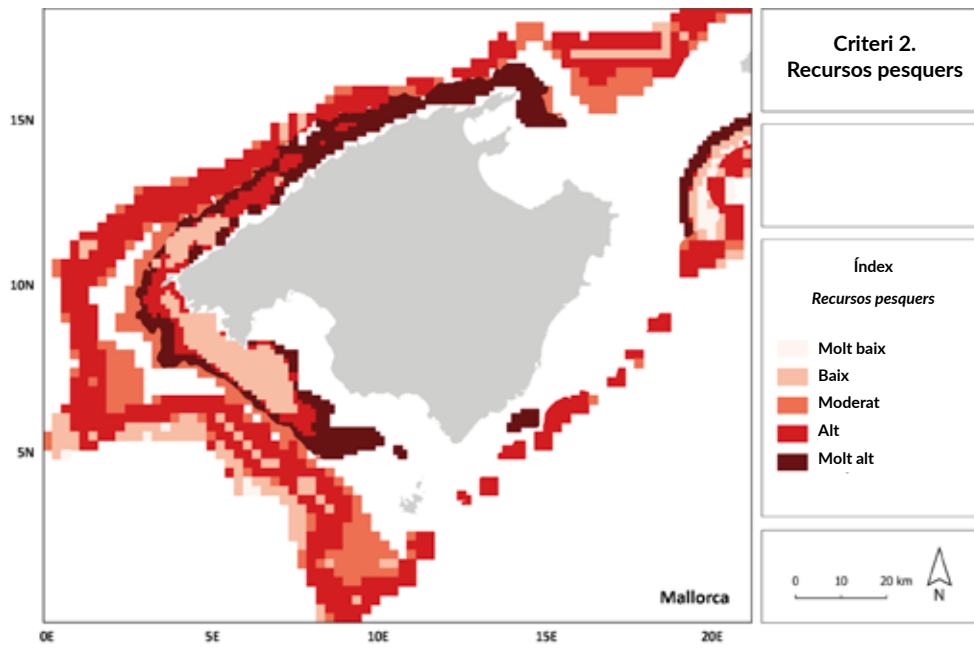 Criteri 2.
Recursos pesquers
15N
10N
5N
0E
5E
10E
15E
20E
Mallorca
Índex
Recursos pesquers
Molt baix
Baix
Moderat
Alt
Molt alt
0 10 20 km
N